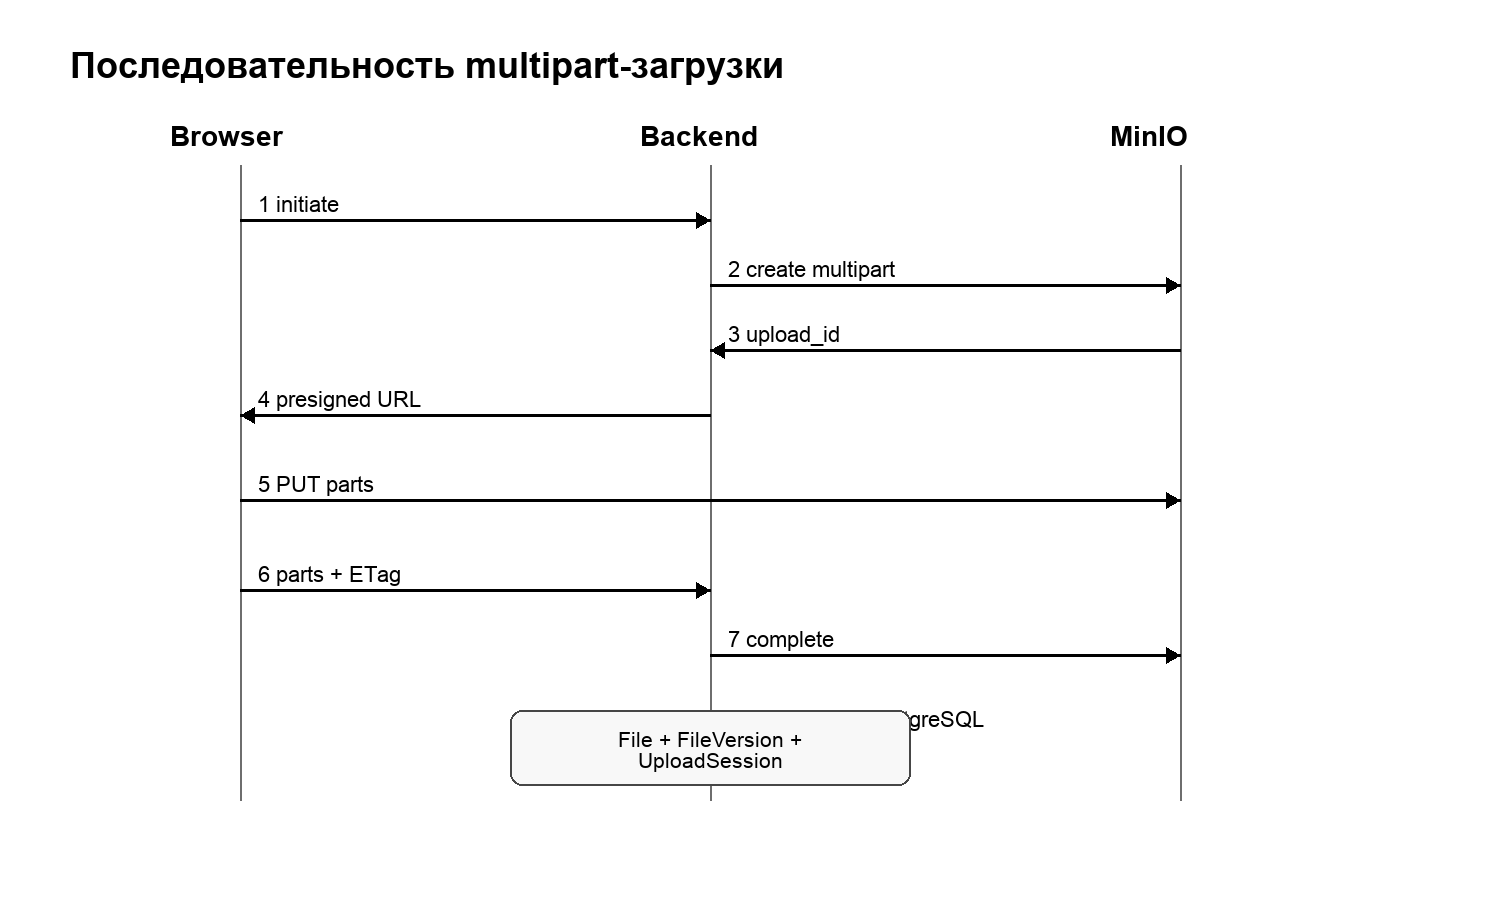 Последовательность multipart-загрузки
Browser Backend MinIO
1 initiate
2 create multipart
3 upload_id
4 presigned URL
5 PUT parts
6 parts + ETag
7 complete
greSQL
File + FileVersion +
UploadSession